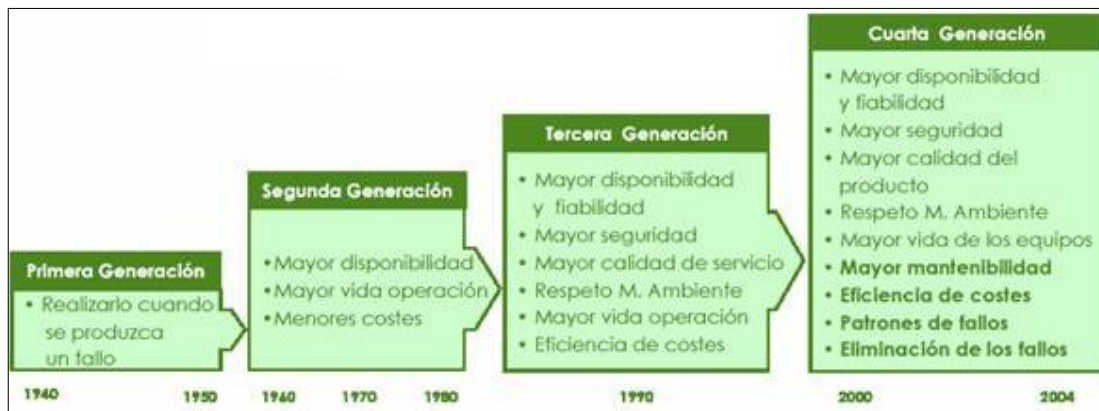 Primera Generación
• Realizarlo cuando
se produzca
un fallo
Segunda Generación
• Mayor disponibilidad
• Mayor vida operación
• Menores costes
Tercera Generación
• Mayor disponibilidad
y fiabilidad
• Mayor seguridad
• Mayor calidad de servicio
• Respeto M. Ambiente
• Mayor vida operación
• Eficiencia de costes
Cuarta Generación
• Mayor disponibilidad
y fiabilidad
• Mayor seguridad
• Mayor calidad del
producto
• Respeto M. Ambiente
• Mayor vida de los equipos
• Mayor mantenibilidad
• Eficiencia de costes
• Patrones de fallos
• Eliminación de los fallos
1940 1950 1960 1970 1980 1990 2000 2004